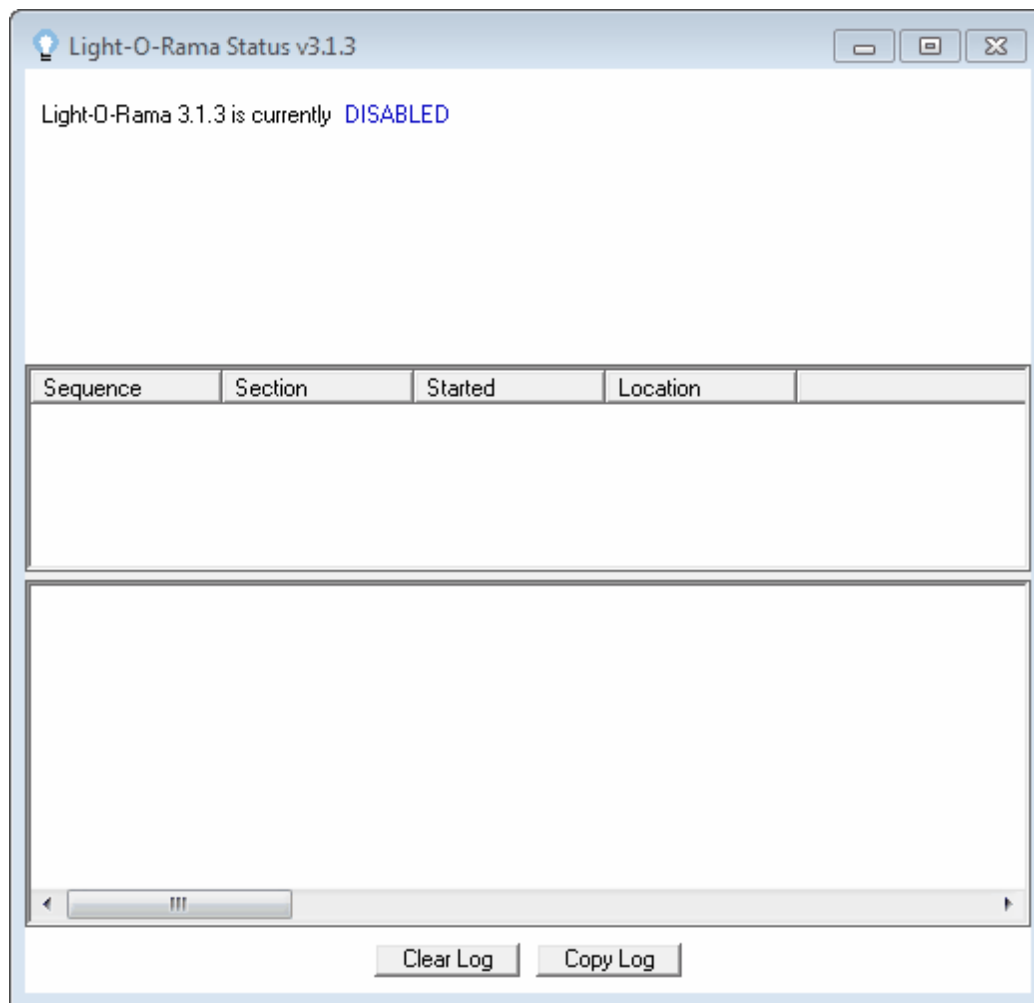 Light-O-Rama Status v3.1.3
Light-O-Rama 3.1.3 is currently DISABLED
Sequence Section Started Location
Clear Log Copy Log